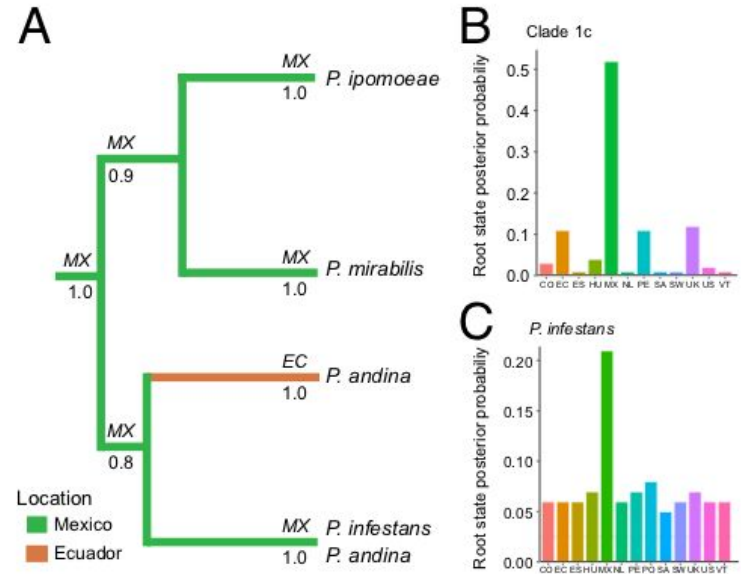 A
MX
1.0
P. ipomoeae
MX
0.9
MX
1.0
P. mirabilis
MX
1.0
EC
1.0
P. andina
MX
0.8
MX
1.0
P. infestans
P. andina
Location
Mexico
Ecuador
B
Clade 1c
Root state posterior probabiliy
0.5
0.4
0.3
0.2
0.1
0.0
CO EC ES HU MX NL PE SA SW UK US VT
C
P. infestans
Root state posterior probabiliy
0.20
0.15
0.10
0.05
0.00
CO EC ES HU MX NL PE PO SA SW UK US VT